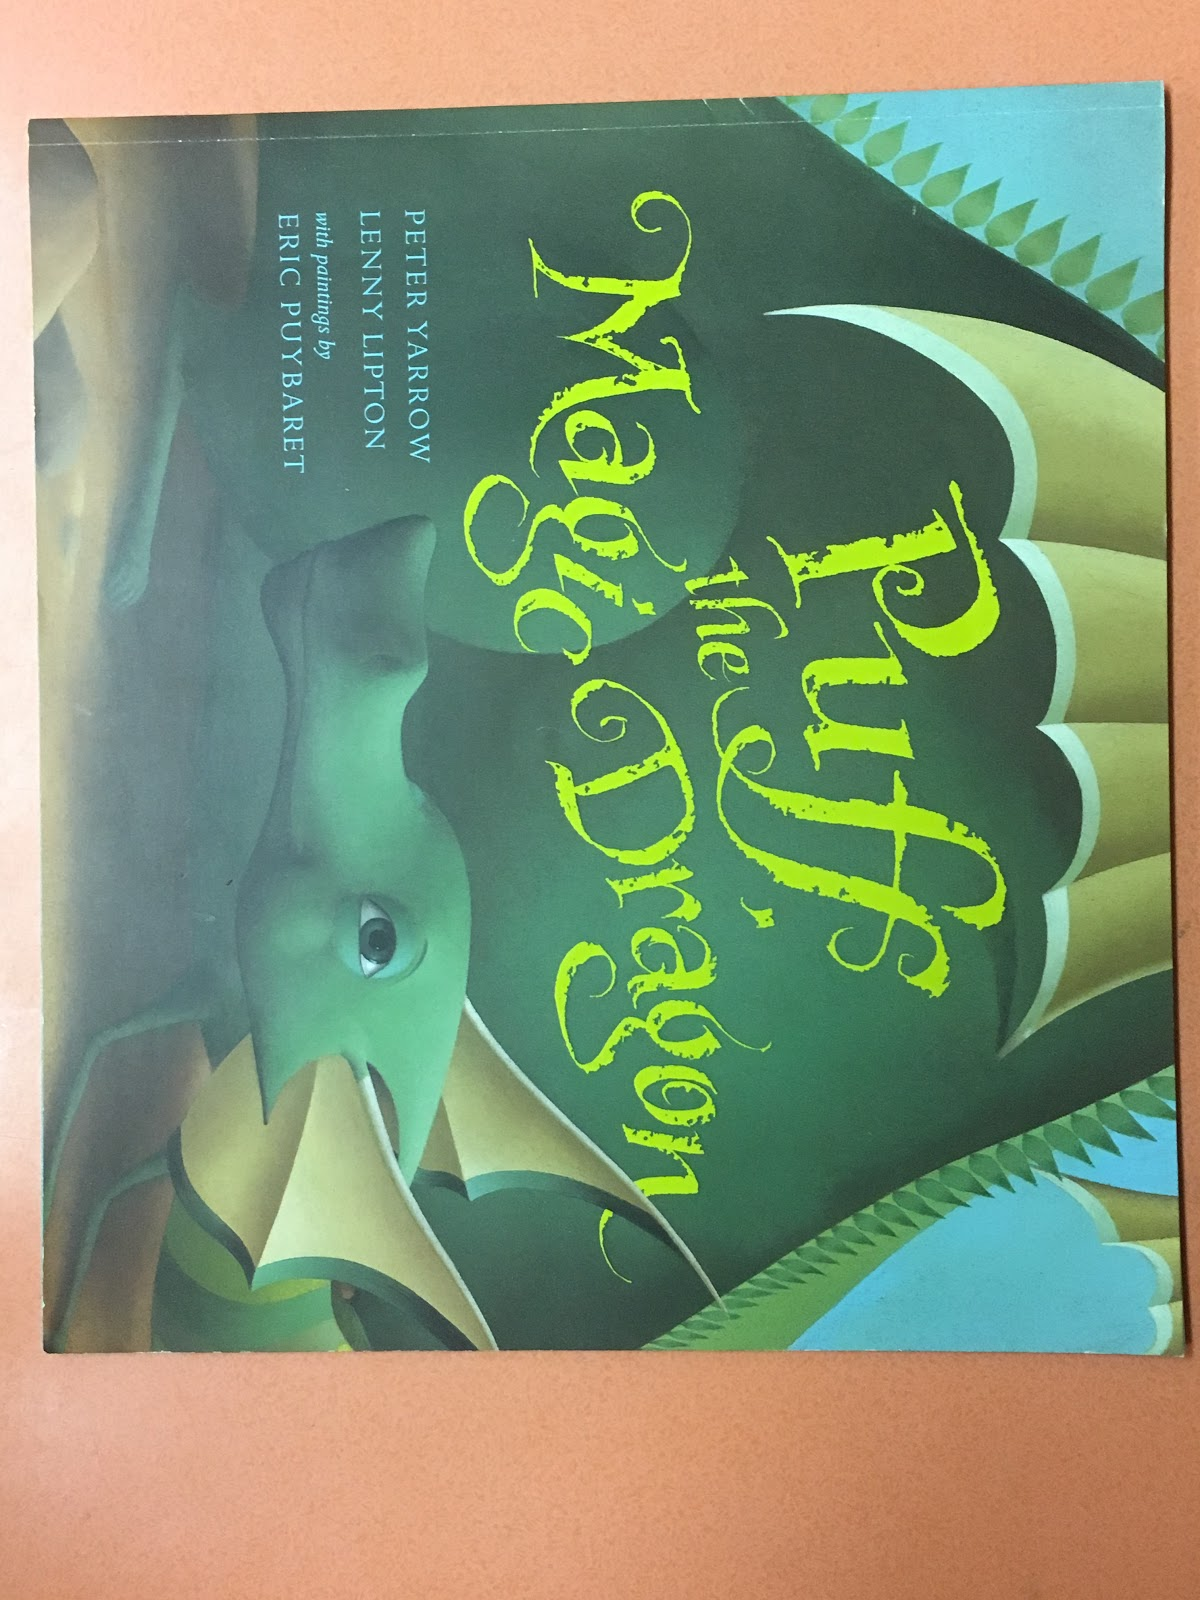 Puff
the
Magic Dragon
PETER YARROW
LENNY LIPTON
with paintings by
ERIC PUYBARET